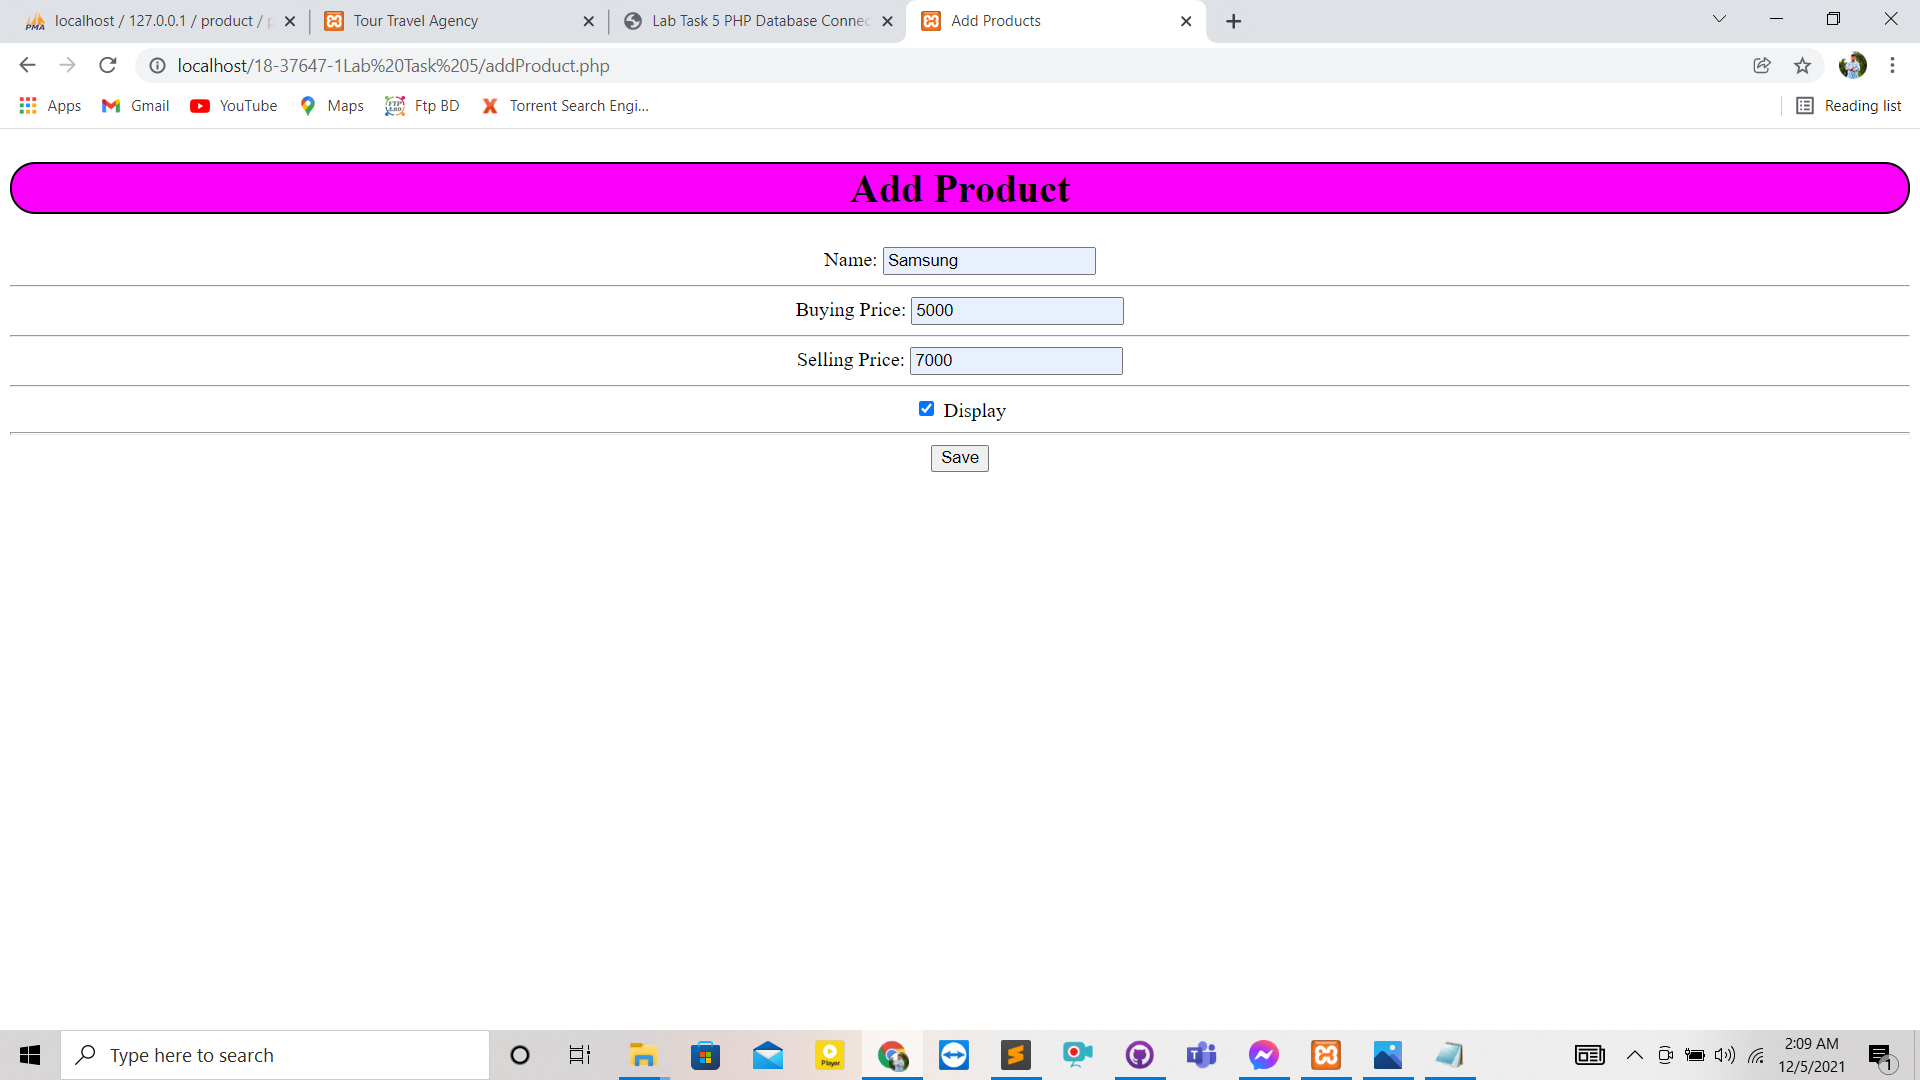 localhost / 127.0.0.1 / product / p
Tour Travel Agency
Lab Task 5 PHP Database Connec
Add Products
localhost/18-37647-1Lab%20Task%205/addProduct.php
Apps
Gmail
YouTube
Maps
Ftp BD
Torrent Search Engi...
Reading list
Add Product
Name: Samsung
Buying Price: 5000
Selling Price: 7000
Display
Save
Type here to search
Player
2:09 AM
12/5/2021
1